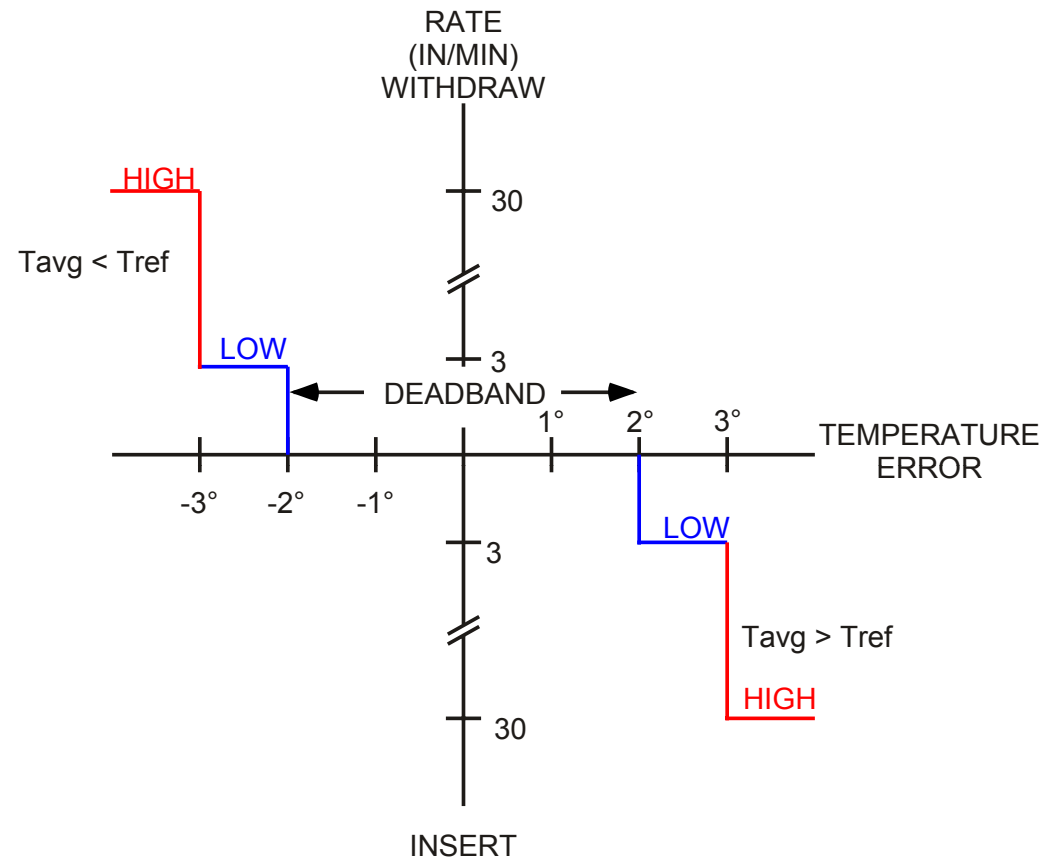 RATE
(IN/MIN)
WITHDRAW
HIGH
30
Tavg < Tref
LOW
3
DEADBAND
1° 2° 3°
TEMPERATURE
ERROR
-3° -2° -1°
LOW
3
Tavg > Tref
HIGH
30
INSERT